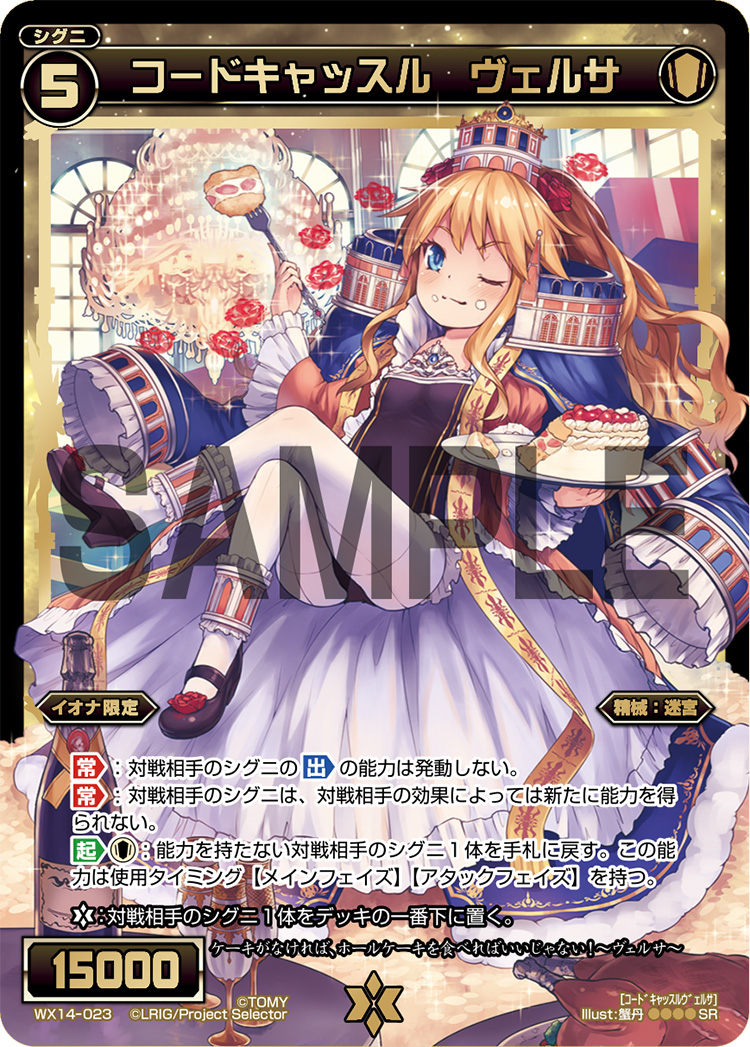 シグニ
5
コードキャッスル　ヴェルサ
SAMPLE
イオナ限定
精械：迷宮
常：対戦相手のシグニの出の能力は発動しない。
常：対戦相手のシグニは、対戦相手の効果によっては新たに能力を得
られない。
起：能力を持たない対戦相手のシグニ１体を手札に戻す。この能
力は使用タイミング【メインフェイズ】【アタックフェイズ】を持つ。
：対戦相手のシグニ１体をデッキの一番下に置く。
ケーキがなければ、ホールケーキを食べればいいじゃない！～ヴェルサ～
15000
©TOMY
WX14-023 ©LRIG/Project Selector
[コードキャッスルヴェルサ]
Illust:蟹丹 SR